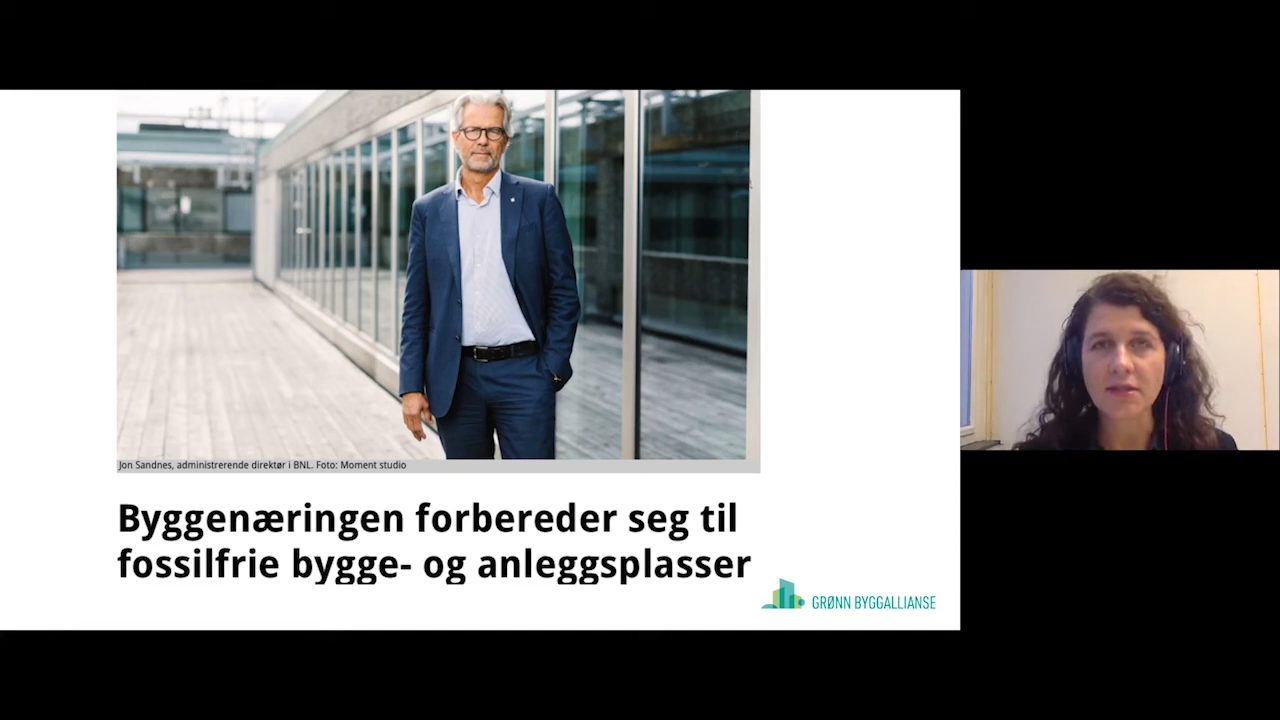 Jon Sandnes, administrerende direktør i BNL. Foto: Moment studio
Byggenæringen forbereder seg til
fossilfrie bygge- og anleggsplasser
GRØNN BYGGALLIANSE